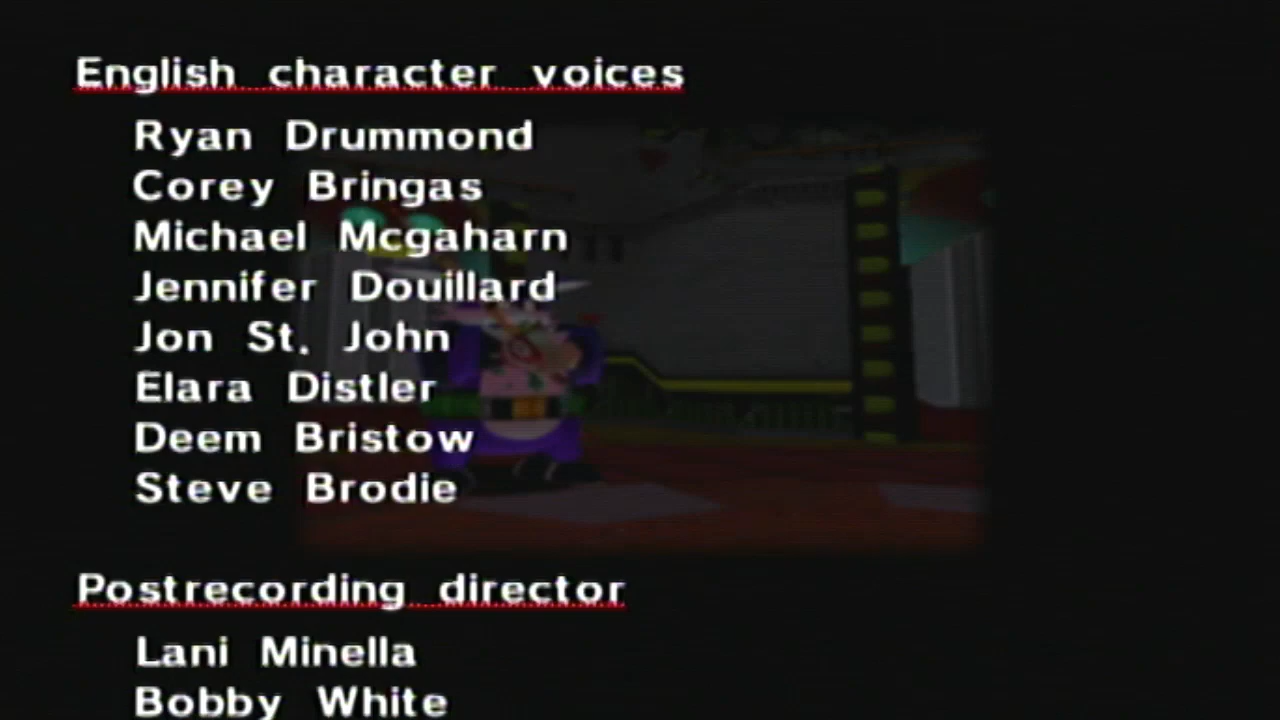 English character voices
Ryan Drummond
Corey Bringas
Michael Mcgaharn
Jennifer Douillard
Jon St. John
Elara Distler
Deem Bristow
Steve Brodie
Postrecording director
Lani Minella
Bobby White